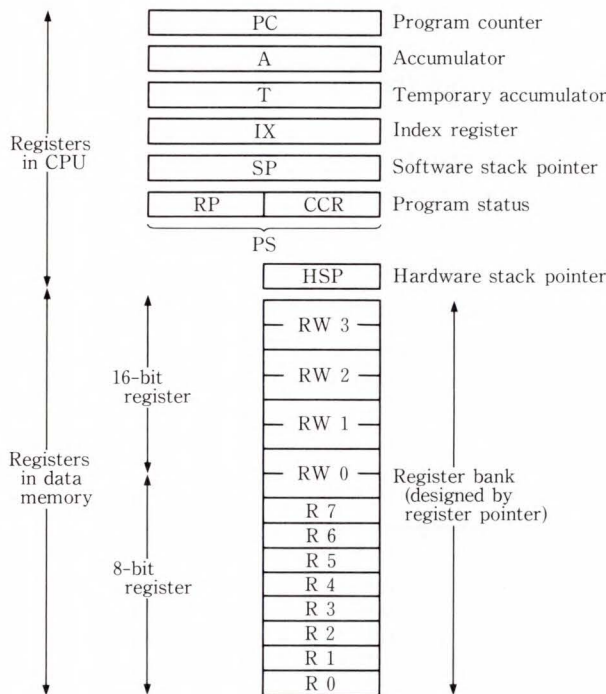 PC Program counter
A Accumulator
T Temporary accumulator
IX Index register
Registers
in CPU
SP Software stack pointer
RP CCR Program status
PS
HSP Hardware stack pointer
RW 3
16-bit
register
RW 2
RW 1
Registers
in data
memory
RW 0
Register bank
(designed by
register pointer)
R 7
R 6
8-bit
register
R 5
R 4
R 3
R 2
R 1
R 0